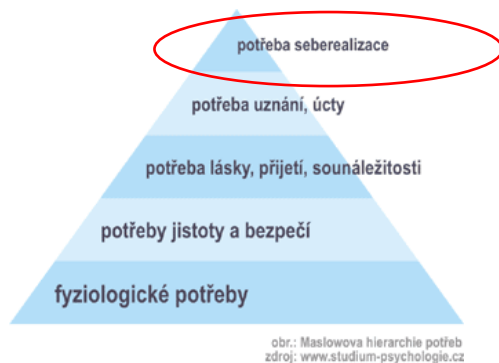 potřeba seberealizace
potřeba uznání, úcty
potřeba lásky, přijetí, sounáležitosti
potřeby jistoty a bezpečí
fyziologické potřeby
obr.: Maslowova hierarchie potřeb
zdroj: www.studium-psychologie.cz